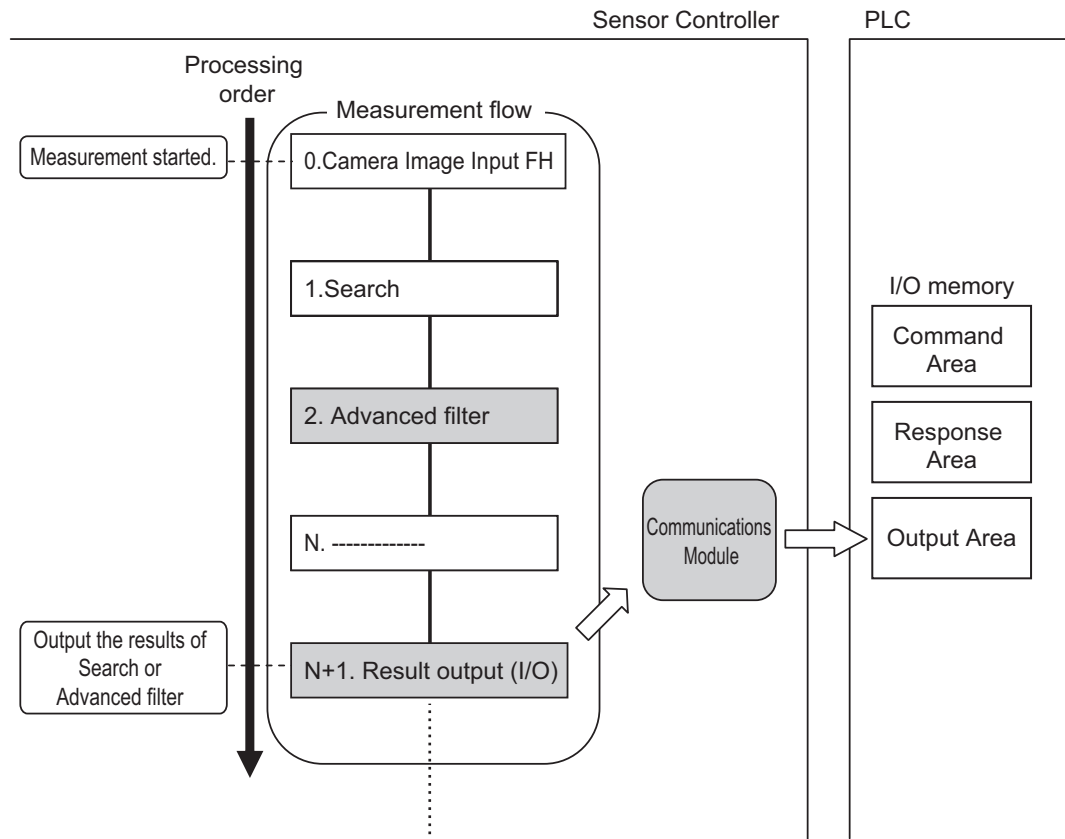 Sensor Controller
PLC
Processing
order
Measurement flow
Measurement started.
0.Camera Image Input FH
1.Search
I/O memory
Command
Area
2. Advanced filter
Response
Area
N. -------------
Communications
Module
Output Area
Output the results of
Search or
Advanced filter
N+1. Result output (I/O)